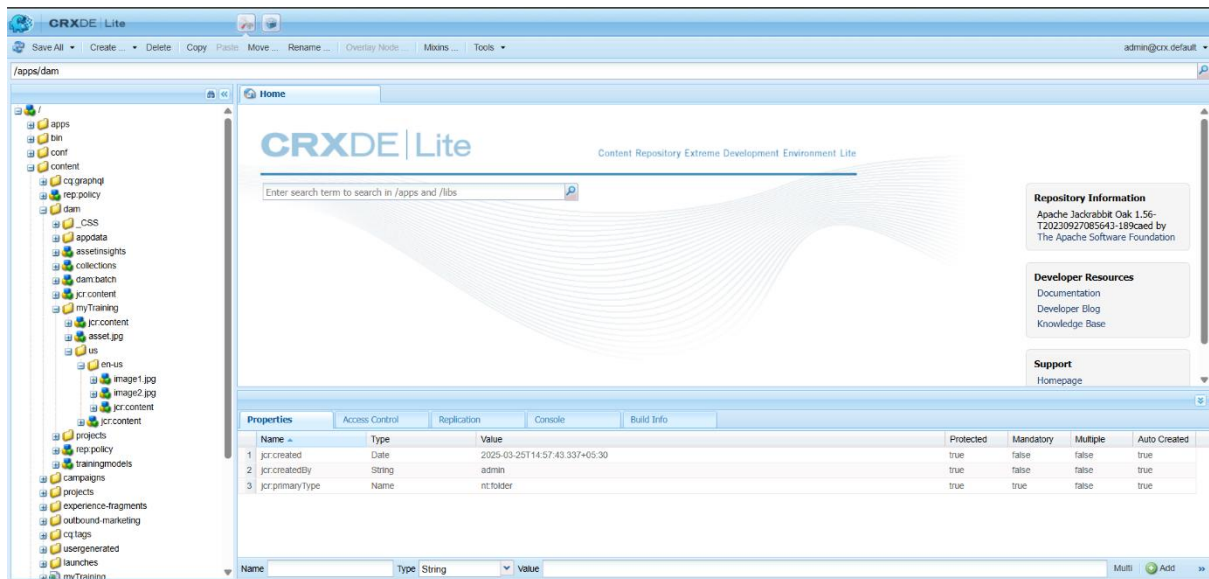 CRXDE Lite
Save All Create ... Delete Copy Paste Move ... Rename ... Overlay Node ... Mixins ... Tools admin@crx.default
/apps/dam
Home
/
apps
bin
conf
content
cq:graphql
rep:policy
dam
_CSS
appdata
assetinsights
collections
dam:batch
jcr:content
myTraining
jcr:content
asset.jpg
us
en-us
image1.jpg
image2.jpg
jcr:content
jcr:content
projects
rep:policy
trainingmodels
campaigns
projects
experience-fragments
outbound-marketing
cq:tags
usergenerated
launches
myTraining
CRXDE | Lite
Content Repository Extreme Development Environment Lite
Enter search term to search in /apps and /libs
Repository Information
Apache Jackrabbit Oak 1.56-
T20230927085643-189caed by
The Apache Software Foundation
Developer Resources
Documentation
Developer Blog
Knowledge Base
Support
Homepage
Properties Access Control Replication Console Build Info
Name Type Value Protected Mandatory Multiple Auto Created
1 jcr:created Date 2025-03-25T14:57:43.337+05:30 true false false true
2 jcr:createdBy String admin true false false true
3 jcr:primaryType Name nt:folder true true false true
Name Type String Value Multi Add »